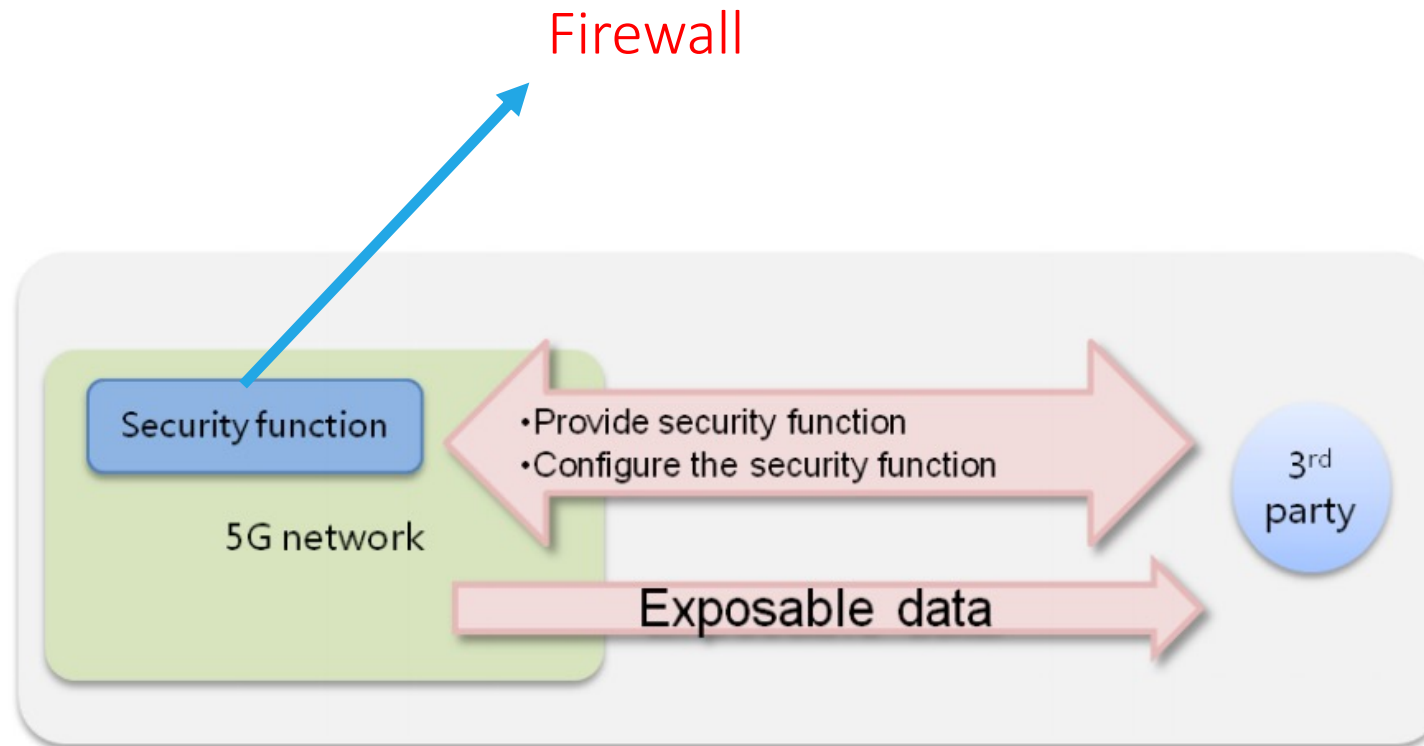 Firewall
Security function
5G network
•Provide security function
•Configure the security function
Exposable data
3rd
party